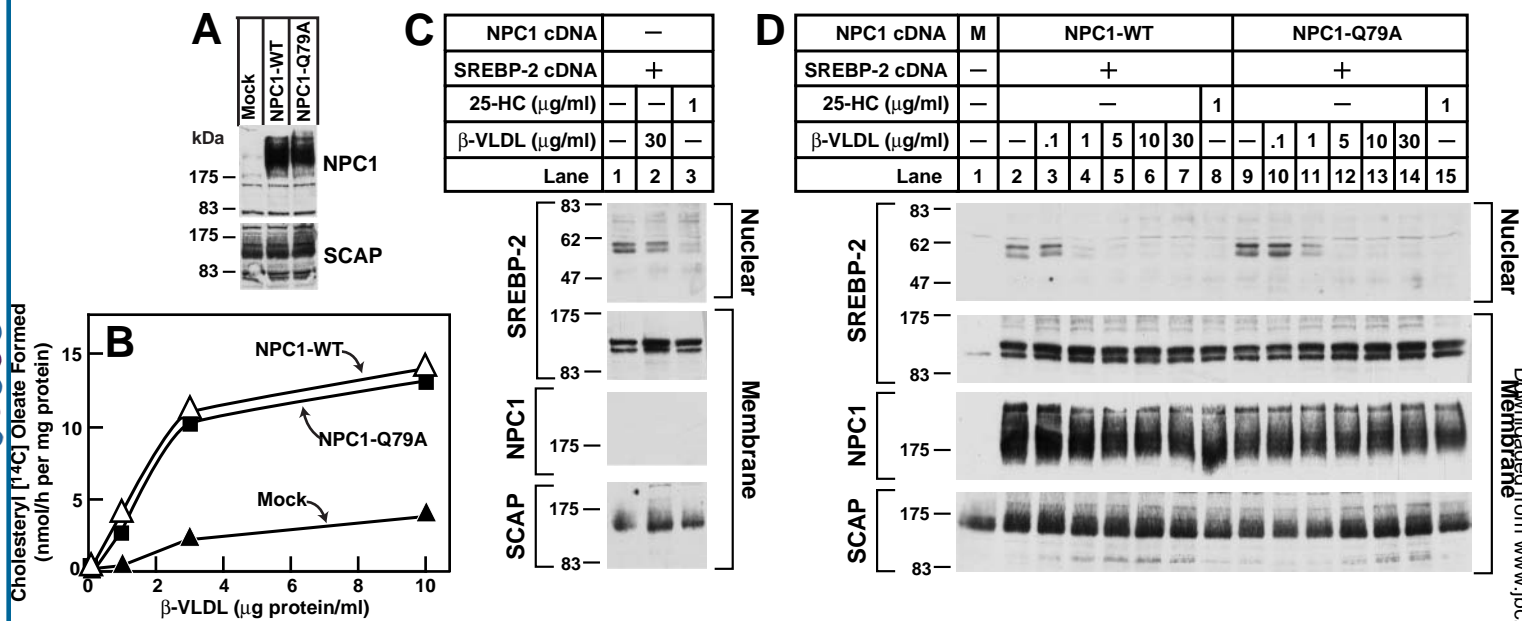 A
Mock
NPC1-WT
NPC1-Q79A
kDa
175
83
NPC1
175
83
SCAP
B
Cholesteryl [14C] Oleate Formed
(nmol/h per mg protein)
15
10
5
0
NPC1-WT
NPC1-Q79A
Mock
0 2 4 6 8 10
β-VLDL (μg protein/ml)
C
NPC1 cDNA –
SREBP-2 cDNA +
25-HC (μg/ml) – – 1
β-VLDL (μg/ml) – 30 –
Lane 1 2 3
SREBP-2
83
62
47
Nuclear
175
83
NPC1
175
Membrane
SCAP
175
83
D
NPC1 cDNA M NPC1-WT NPC1-Q79A
SREBP-2 cDNA – + +
25-HC (μg/ml) – – 1 – 1
β-VLDL (μg/ml) – – .1 1 5 10 30 – – .1 1 5 10 30 –
Lane 1 2 3 4 5 6 7 8 9 10 11 12 13 14 15
SREBP-2
83
62
47
Nuclear
175
83
NPC1
175
Membrane
SCAP
175
83
Downloaded from www.jbc